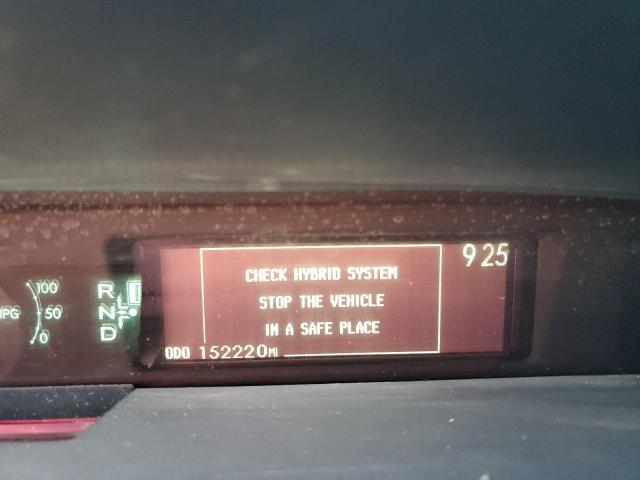 925
CHECK HYBRID SYSTEM
STOP THE VEHICLE
IN A SAFE PLACE
ODO 152220MI
100
50
0
MPG
R
N
D